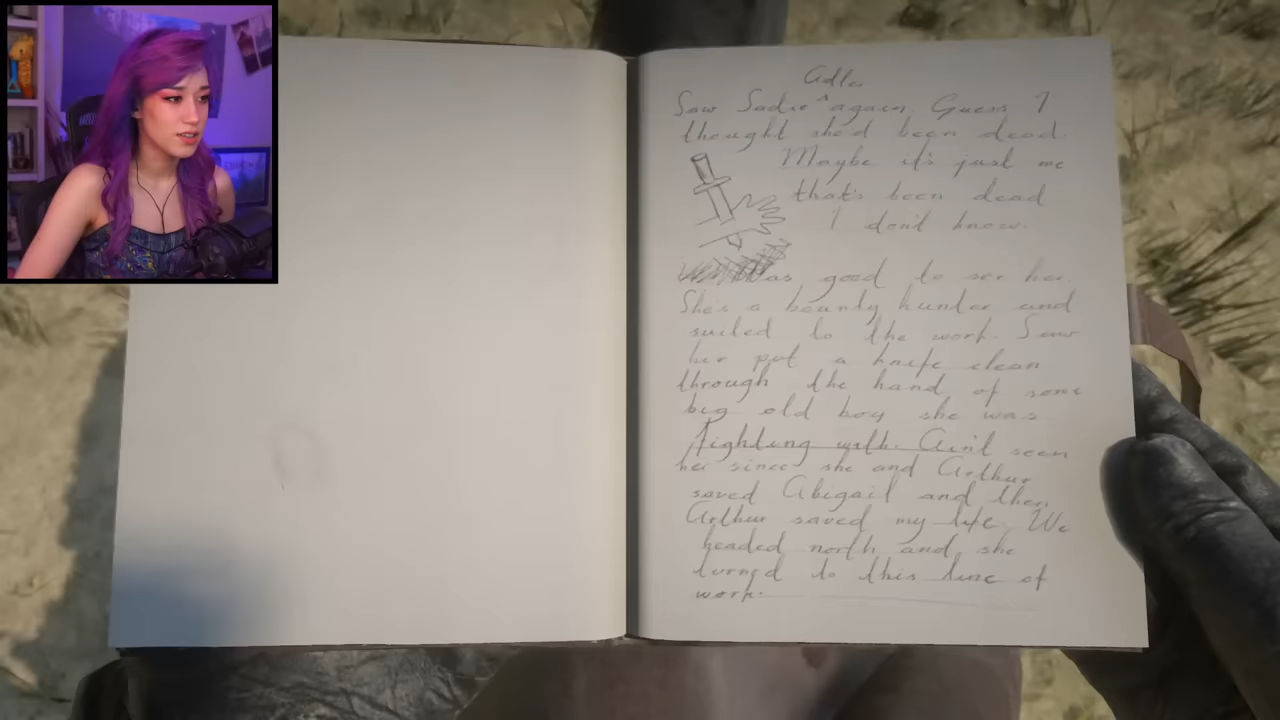 Adler
Saw Sadie ^ again. Guess I
thought she'd been dead.
Maybe it's just me
that's been dead
I don't know.
Was good to see her.
She's a bounty hunter and
suited to the work. Saw
her put a knife clean
through the hand of some
big old boy she was
fighting with. Ain't seen
her since she and Arthur
saved Abigail and then
Arthur saved my life. We
headed north and she
turned to this line of
work.